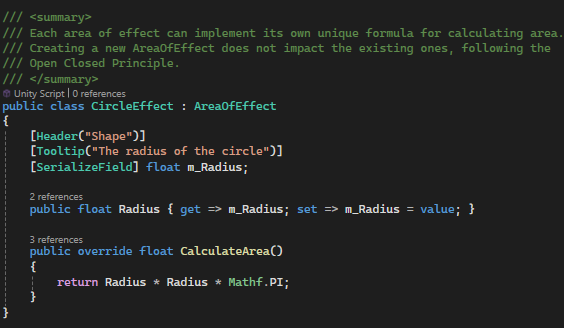 /// <summary>
/// Each area of effect can implement its own unique formula for calculating area.
/// Creating a new AreaOfEffect does not impact the existing ones, following the
/// Open Closed Principle.
/// </summary>
Unity Script | 0 references
public class CircleEffect : AreaOfEffect
{
[Header("Shape")]
[Tooltip("The radius of the circle")]
[SerializeField] float m_Radius;
2 references
public float Radius { get => m_Radius; set => m_Radius = value; }
3 references
public override float CalculateArea()
{
return Radius * Radius * Mathf.PI;
}
}